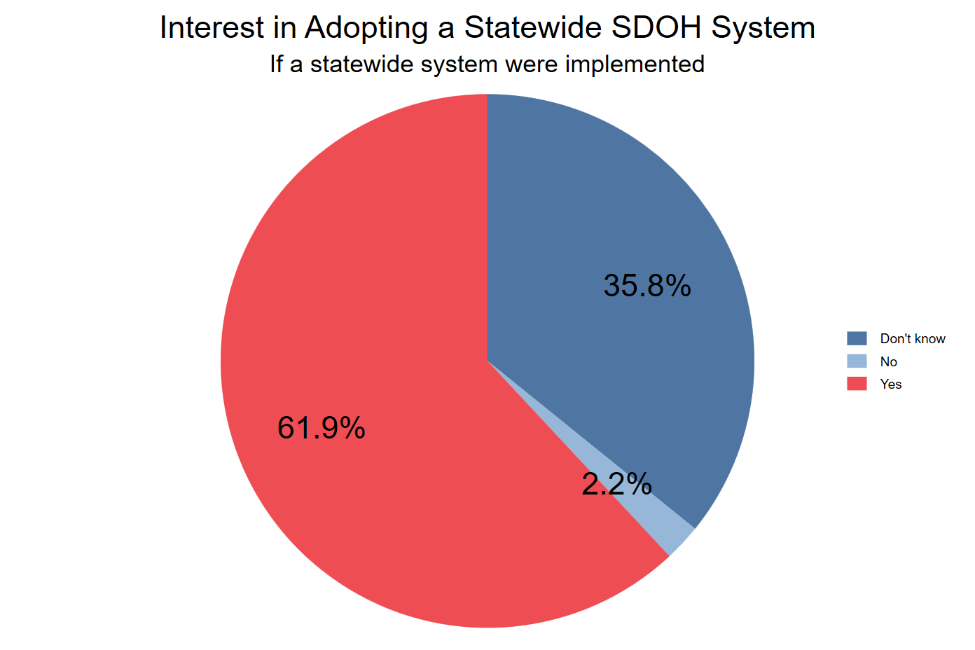 Interest in Adopting a Statewide SDOH System
If a statewide system were implemented
35.8%
Don't know
No
Yes
61.9%
2.2%